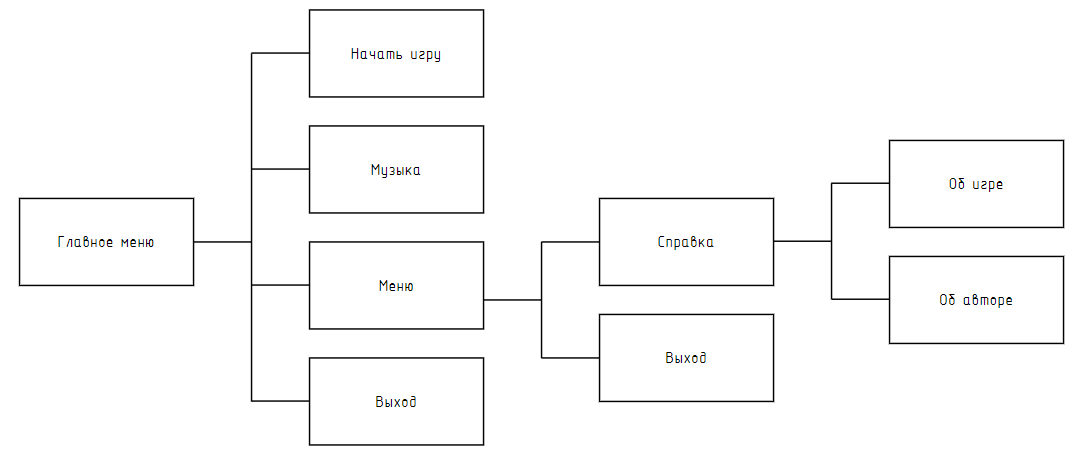 Начать игру
Музыка
Об игре
Главное меню
Справка
Меню
Об авторе
Выход
Выход